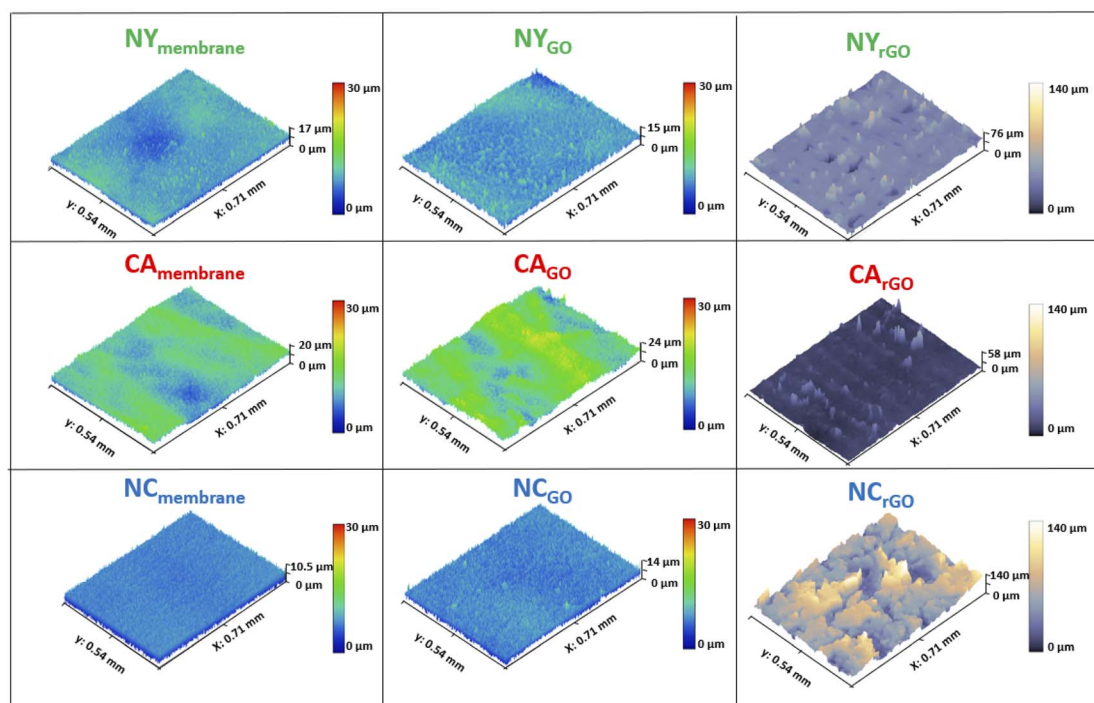 NYmembrane
30 µm
17 µm
0 µm
0 µm
y: 0.54 mm
X: 0.71 mm
NYGO
30 µm
15 µm
0 µm
0 µm
y: 0.54 mm
X: 0.71 mm
NYrGO
140 µm
76 µm
0 µm
0 µm
y: 0.54 mm
X: 0.71 mm
CAmembrane
30 µm
20 µm
0 µm
0 µm
y: 0.54 mm
X: 0.71 mm
CAGO
30 µm
24 µm
0 µm
0 µm
y: 0.54 mm
X: 0.71 mm
CArGO
140 µm
58 µm
0 µm
0 µm
y: 0.54 mm
X: 0.71 mm
NCmembrane
30 µm
10.5 µm
0 µm
0 µm
y: 0.54 mm
X: 0.71 mm
NCGO
30 µm
14 µm
0 µm
0 µm
y: 0.54 mm
X: 0.71 mm
NCrGO
140 µm
140 µm
0 µm
0 µm
y: 0.54 mm
X: 0.71 mm